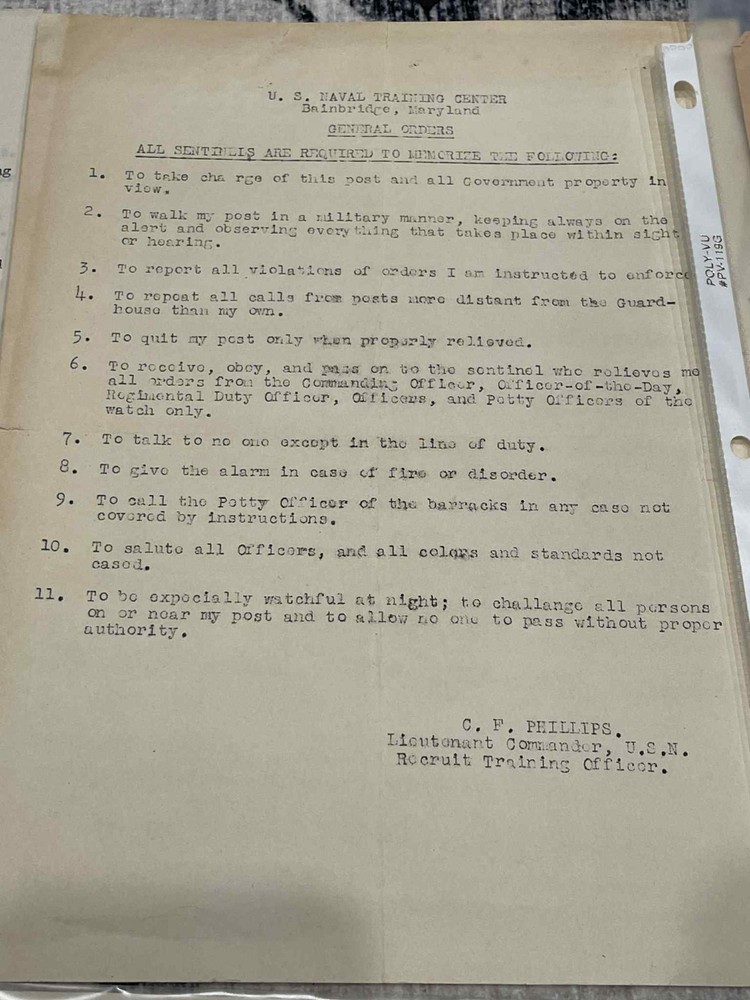 U. S. NAVAL TRAINING CENTER
Bainbridge, Maryland
GENERAL ORDERS
ALL SENTINELS ARE REQUIRED TO MEMORIZE THE FOLLOWING:
1. To take cha rge of this post and all Government property in
view.
2. To walk my post in a military manner, keeping always on the
alert and observing everything that takes place within sight
or hearing.
3. To report all violations of orders I am instructed to enforce
4. To repeat all calls from posts more distant from the Guard-
house than my own.
5. To quit my post only when properly relieved.
6. To receive, obey, and pass on to the sentinel who relieves me
all orders from the Commanding Officer, Officer-of-the-Day,
Regimental Duty Officer, Officers, and Petty Officers of the
watch only.
7. To talk to no one except in the line of duty.
8. To give the alarm in case of fire or disorder.
9. To call the Petty Officer of the barracks in any case not
covered by instructions.
10. To salute all Officers, and all colors and standards not
cased.
11. To be expecially watchful at night; to challange all persons
on or near my post and to allow no one to pass without proper
authority.
C. F. PHILLIPS.
Lieutenant Commander, U.S.N.
Recruit Training Officer.
POLY-VU
#PV-119G